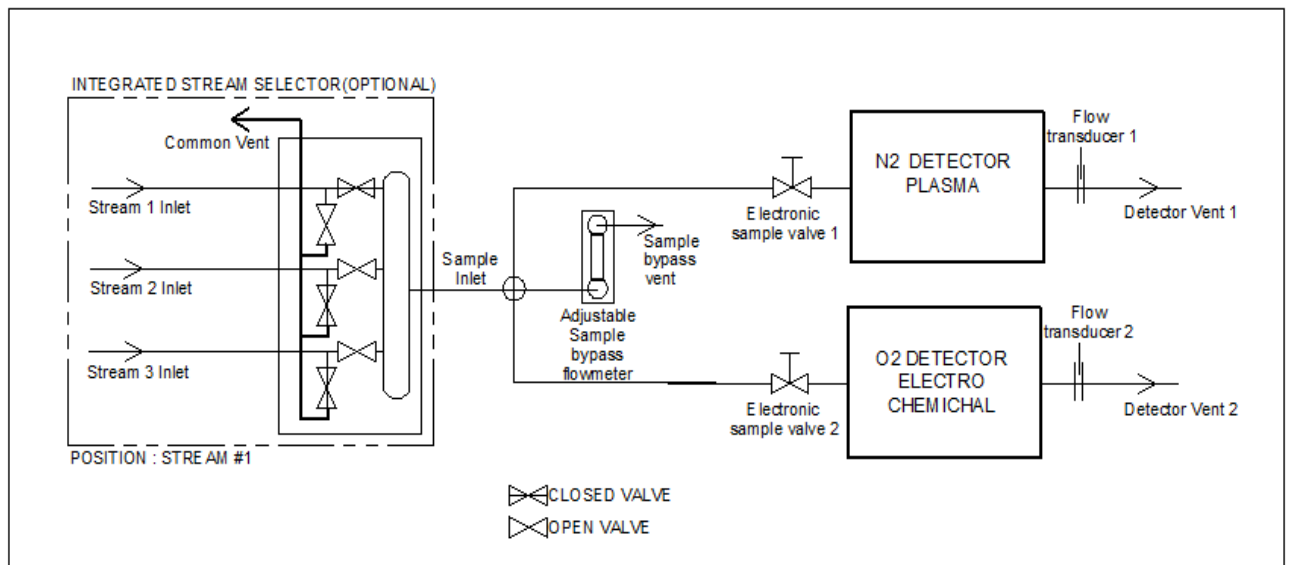 INTEGRATED STREAM SELECTOR(OPTIONAL)
Common Vent
Stream 1 Inlet
Stream 2 Inlet
Stream 3 Inlet
POSITION : STREAM #1
Sample
Inlet
Sample
bypass
vent
Adjustable
Sample
bypass
flowmeter
Electronic
sample valve 1
N2 DETECTOR
PLASMA
Flow
transducer 1
Detector Vent 1
Electronic
sample valve 2
O2 DETECTOR
ELECTRO
CHEMICHAL
Flow
transducer 2
Detector Vent 2
CLOSED VALVE
OPEN VALVE